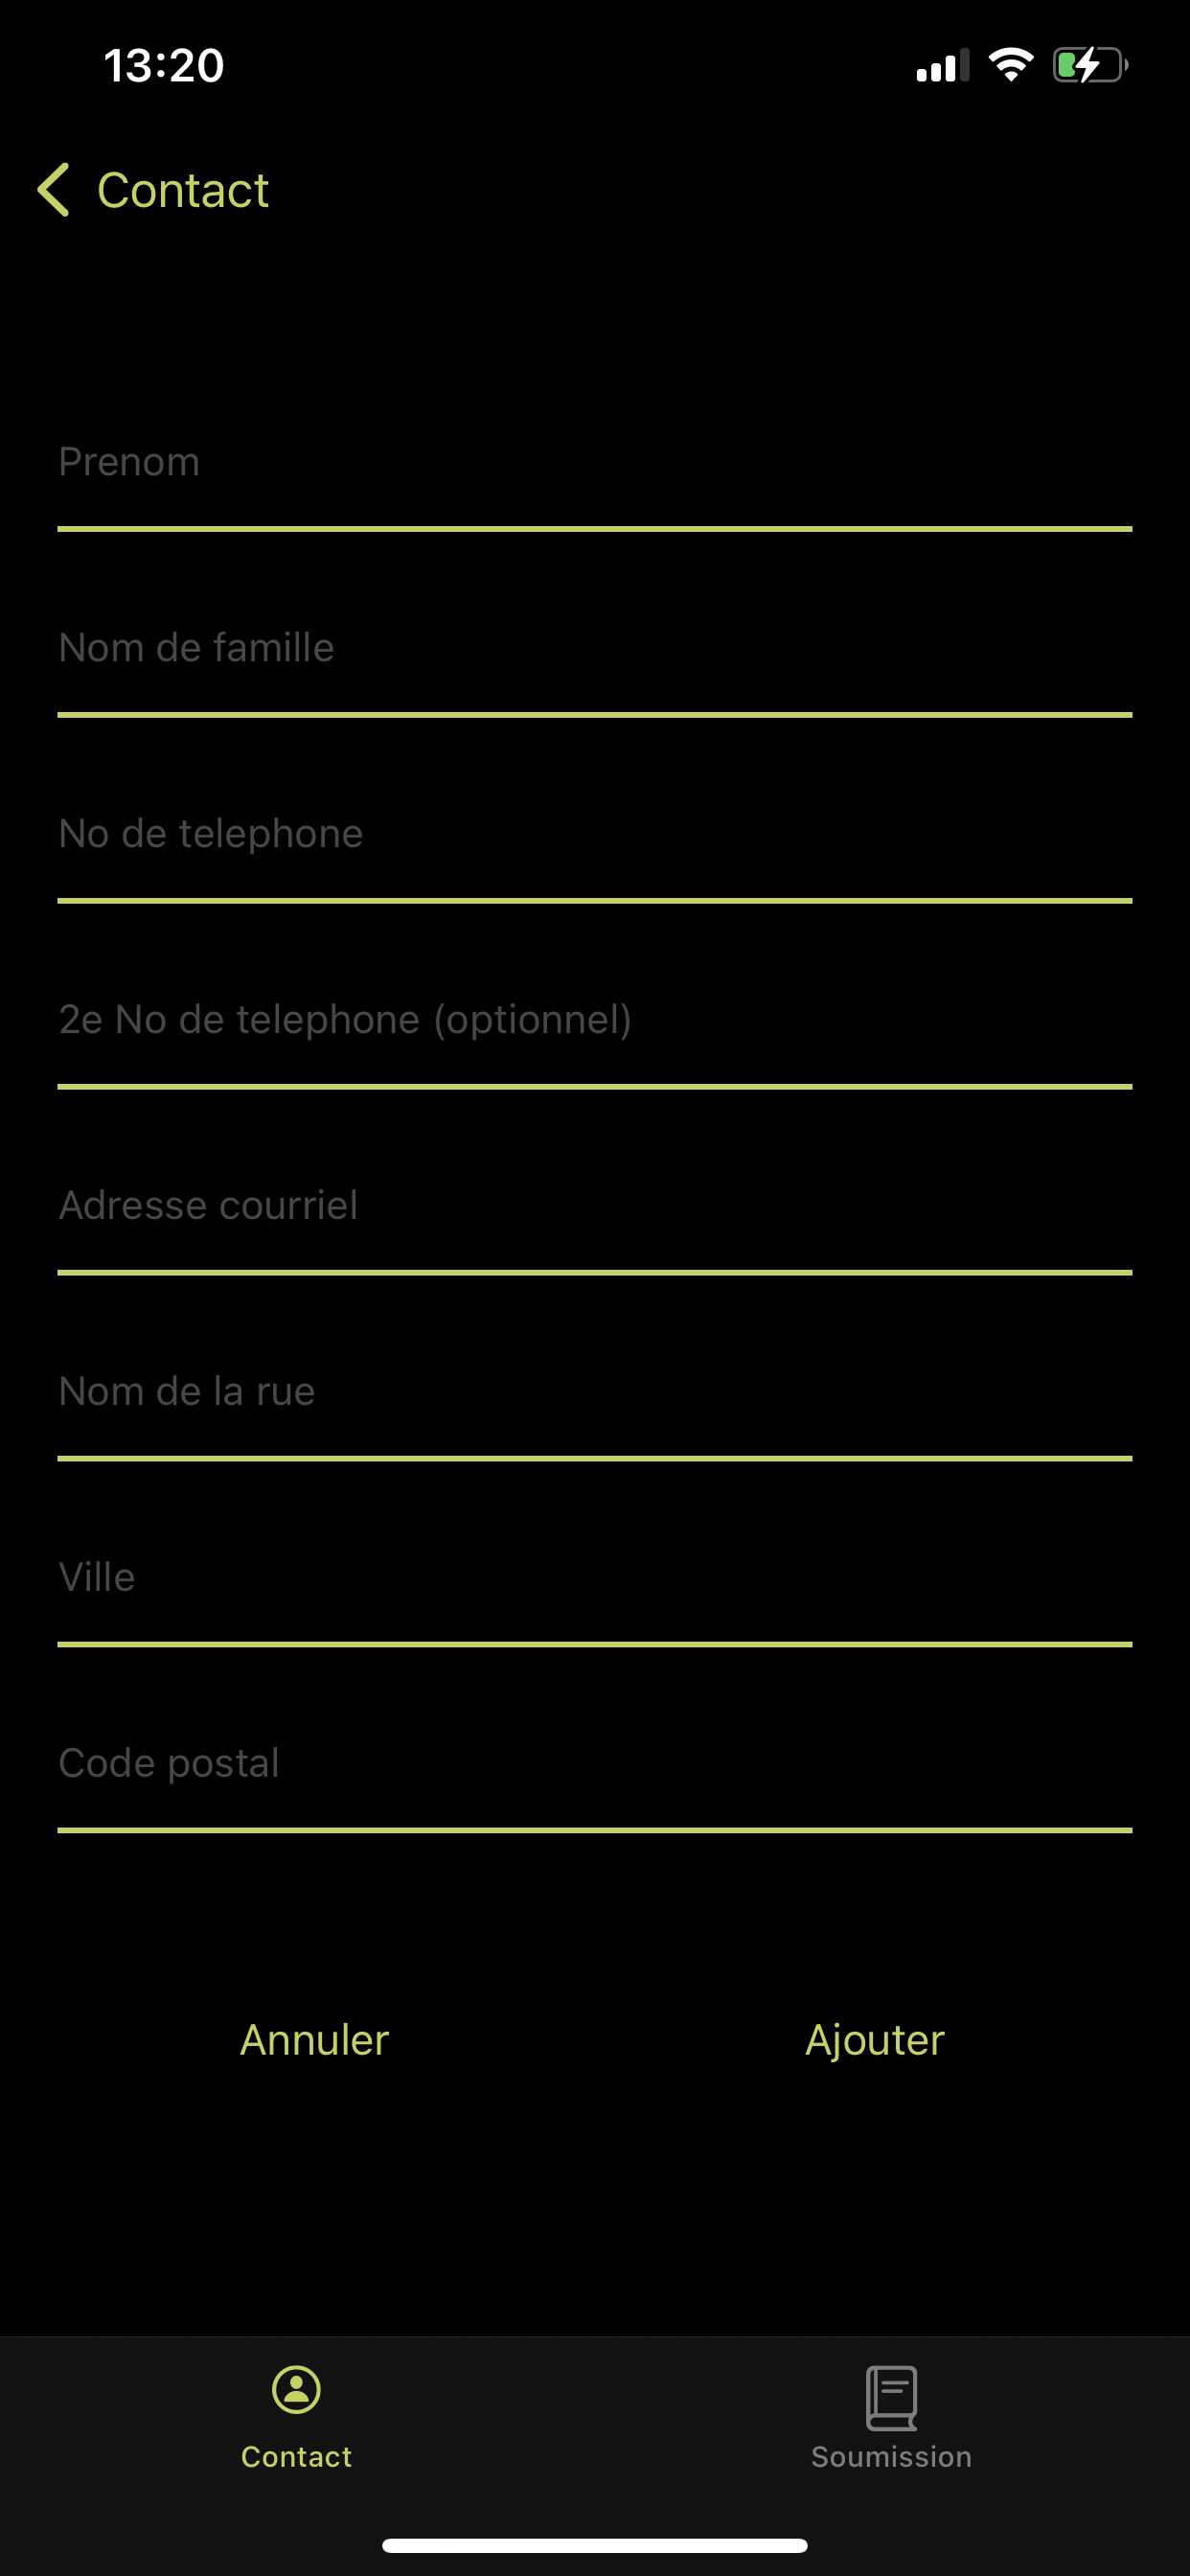 13:20
Contact
Prenom
Nom de famille
No de telephone
2e No de telephone (optionnel)
Adresse courriel
Nom de la rue
Ville
Code postal
Annuler Ajouter
Contact Soumission